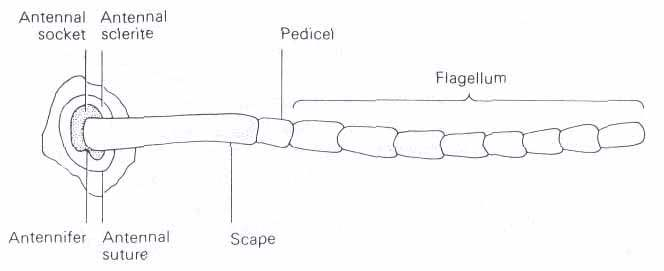 Antennal Antennal
socket sclerite
Pedicel
Flagellum
Antennifer Antennal
suture
Scape